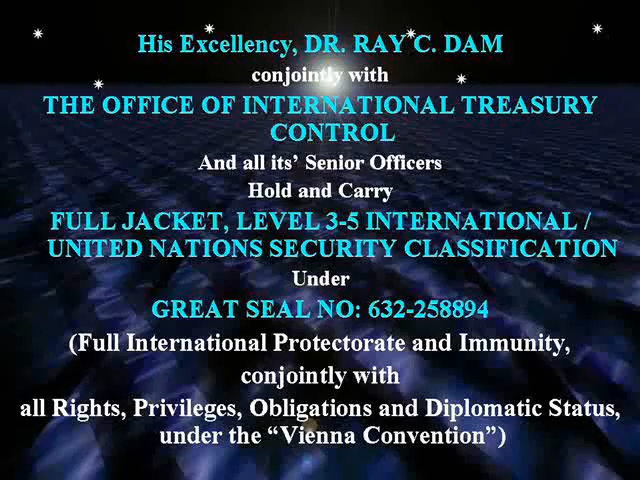 His Excellency, DR. RAY C. DAM
conjointly with
THE OFFICE OF INTERNATIONAL TREASURY
CONTROL
And all its' Senior Officers
Hold and Carry
FULL JACKET, LEVEL 3-5 INTERNATIONAL /
UNITED NATIONS SECURITY CLASSIFICATION
Under
GREAT SEAL NO: 632-258894
(Full International Protectorate and Immunity,
conjointly with
all Rights, Privileges, Obligations and Diplomatic Status,
under the “Vienna Convention”)